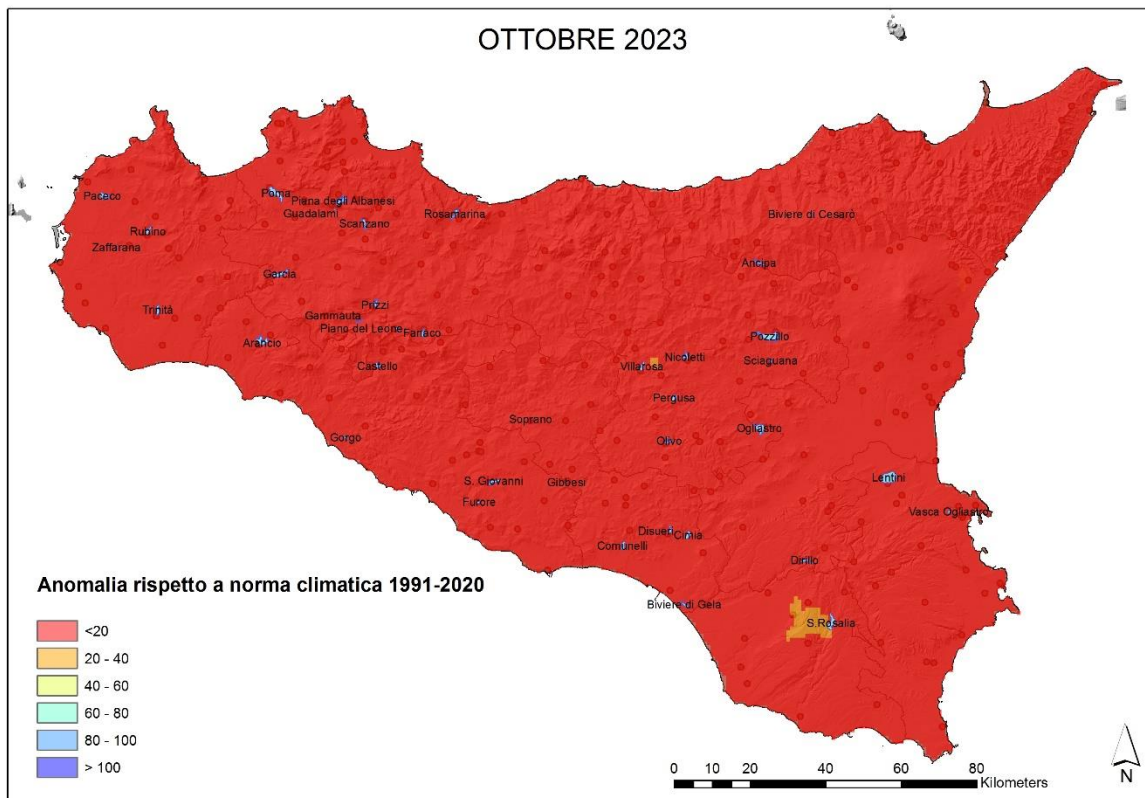 OTTOBRE 2023
Paceco
Poma
Piana degli Albanesi
Guadalami
Scanzano
Rosamarina
Biviere di Cesarò
Rubino
Zaffarana
Garcia
Ancipa
Trinità
Prizzi
Gammauta
Piano del Leone
Fanaco
Arancio
Castello
Pozzillo
Nicoletti
Villarosa
Sciaguana
Pergusa
Soprano
Ogliastro
Gorgo
Olivo
S. Giovanni
Gibbesi
Lentini
Furore
Vasca Ogliastro
Disueri
Cimia
Comunelli
Dirillo
Biviere di Gela
S.Rosalia
Anomalia rispetto a norma climatica 1991-2020
<20
20 - 40
40 - 60
60 - 80
80 - 100
> 100
0 5 10 20 40 60 80
Kilometers
N